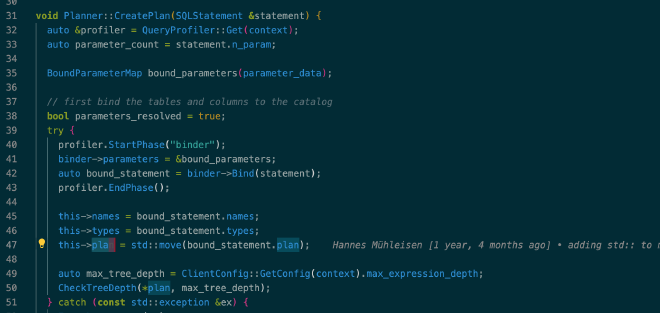 30
31 void Planner::CreatePlan(SQLStatement &statement) {
32 auto &profiler = QueryProfiler::Get(context);
33 auto parameter_count = statement.n_param;
34
35 BoundParameterMap bound_parameters(parameter_data);
36
37 // first bind the tables and columns to the catalog
38 bool parameters_resolved = true;
39 try {
40 profiler.StartPhase("binder");
41 binder->parameters = &bound_parameters;
42 auto bound_statement = binder->Bind(statement);
43 profiler.EndPhase();
44
45 this->names = bound_statement.names;
46 this->types = bound_statement.types;
47 this->plan = std::move(bound_statement.plan); Hannes Mühleisen [1 year, 4 months ago] • adding std:: to
48
49 auto max_tree_depth = ClientConfig::GetConfig(context).max_expression_depth;
50 CheckTreeDepth(*plan, max_tree_depth);
51 } catch (const std::exception &ex) {